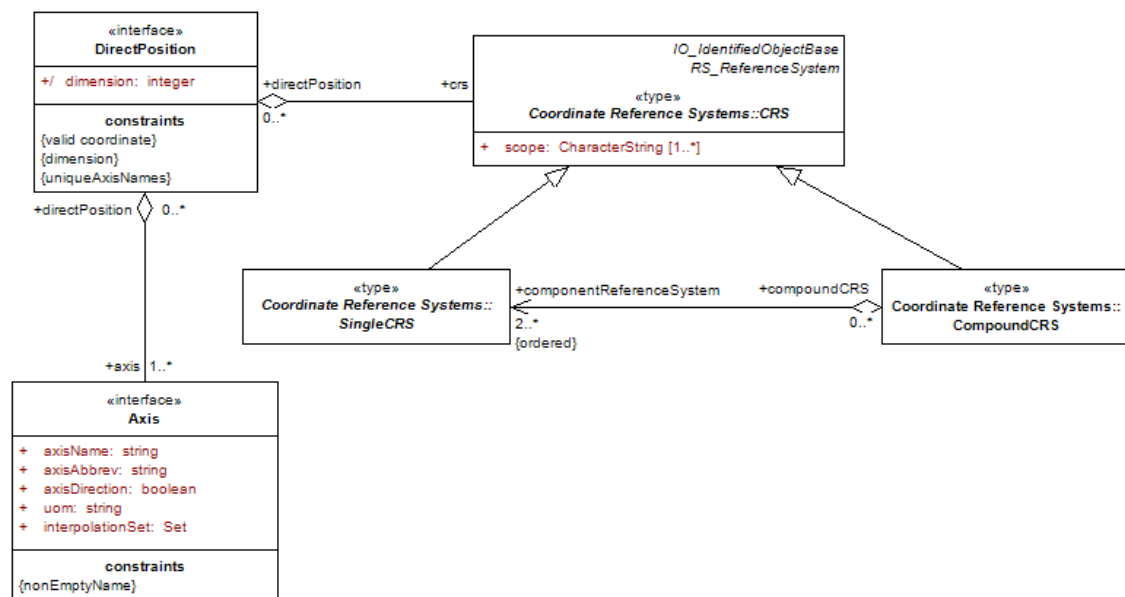 «interface»
DirectPosition
+/ dimension: integer
constraints
{valid coordinate}
{dimension}
{uniqueAxisNames}
+directPosition
0..*
+crs
IO_IdentifiedObjectBase
RS_ReferenceSystem
«type»
Coordinate Reference Systems::CRS
+ scope: CharacterString [1..*]
+directPosition
0..*
«type»
Coordinate Reference Systems::
SingleCRS
+componentReferenceSystem
2..*
{ordered}
+compoundCRS
0..*
«type»
Coordinate Reference Systems::
CompoundCRS
+axis
1..*
«interface»
Axis
+ axisName: string
+ axisAbbrev: string
+ axisDirection: boolean
+ uom: string
+ interpolationSet: Set
constraints
{nonEmptyName}